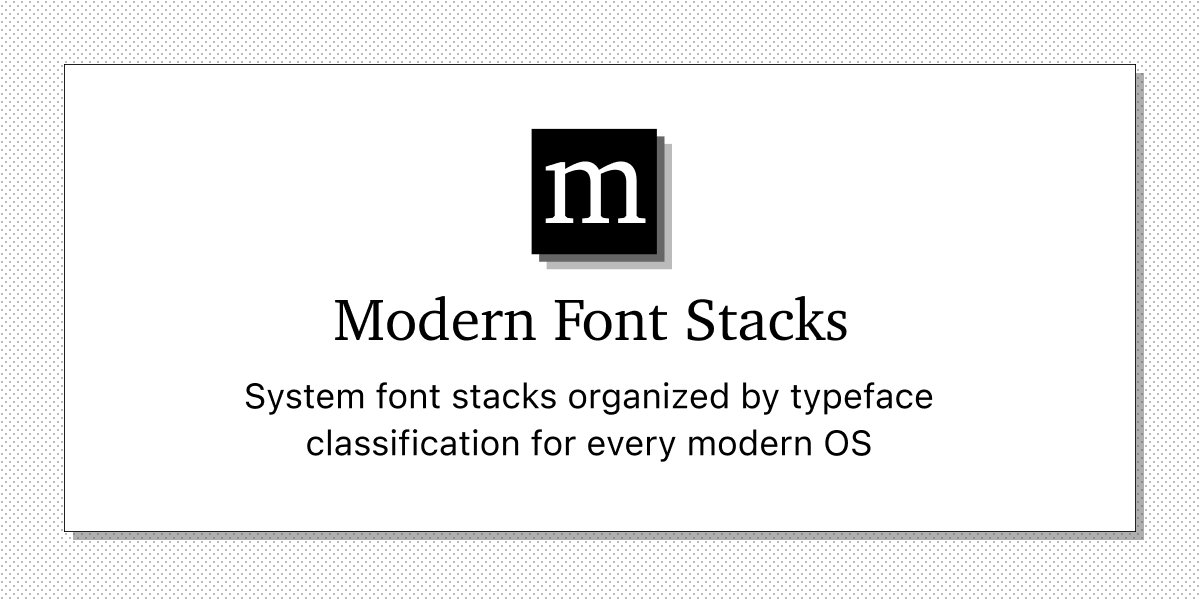 m
Modern Font Stacks
System font stacks organized by typeface
classification for every modern OS